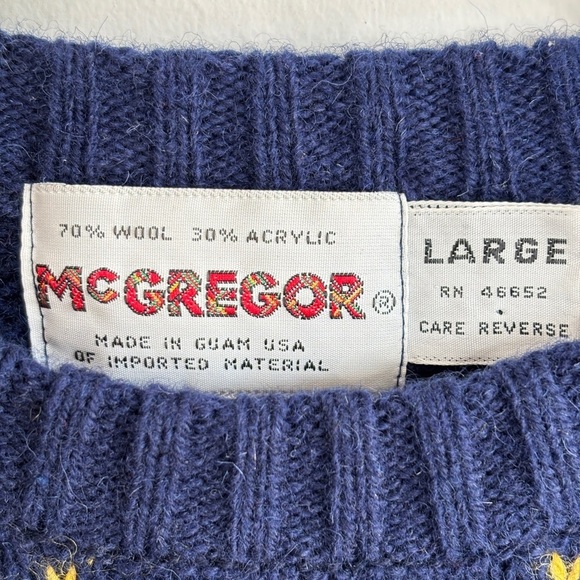 70% WOOL 30% ACRYLIC
McGREGOR®
MADE IN GUAM USA
OF IMPORTED MATERIAL
LARGE
RN 46652
CARE REVERSE